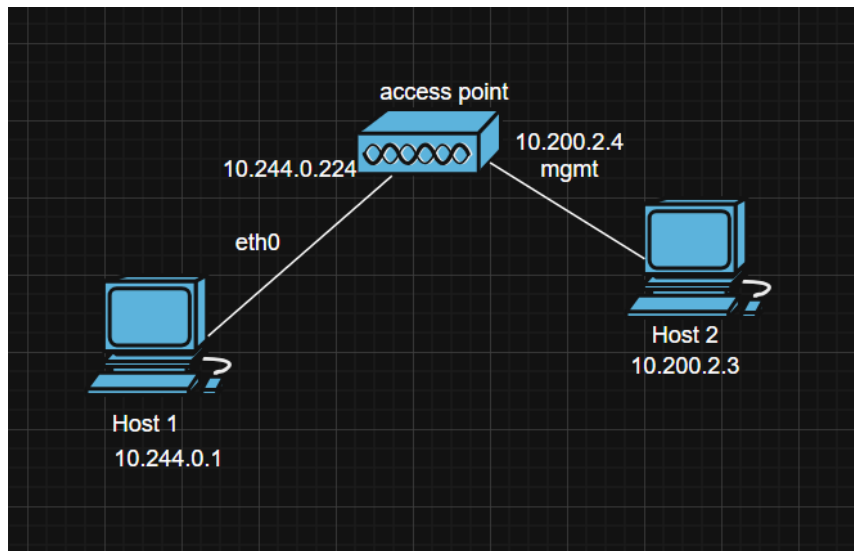 access point
10.244.0.224
10.200.2.4
mgmt
eth0
Host 2
10.200.2.3
Host 1
10.244.0.1